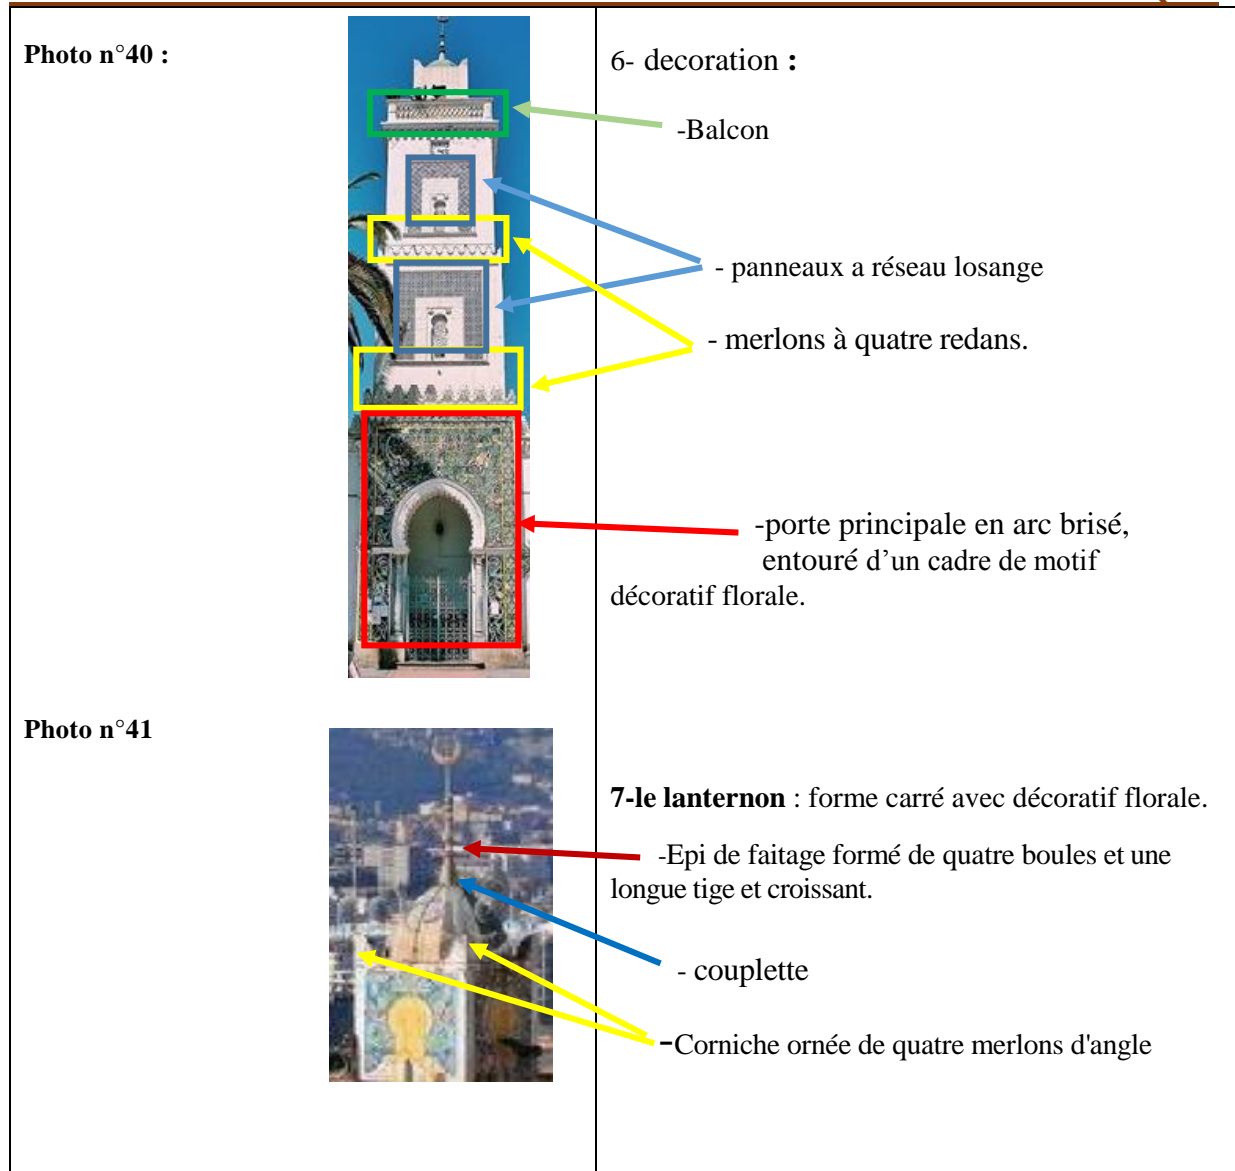 Photo n°40 :
6- decoration :
-Balcon
- panneaux a réseau losange
- merlons à quatre redans.
-porte principale en arc brisé,
entouré d’un cadre de motif
décoratif florale.
Photo n°41
7-le lanternon : forme carré avec décoratif florale.
-Epi de faitage formé de quatre boules et une
longue tige et croissant.
- couplette
-Corniche ornée de quatre merlons d'angle